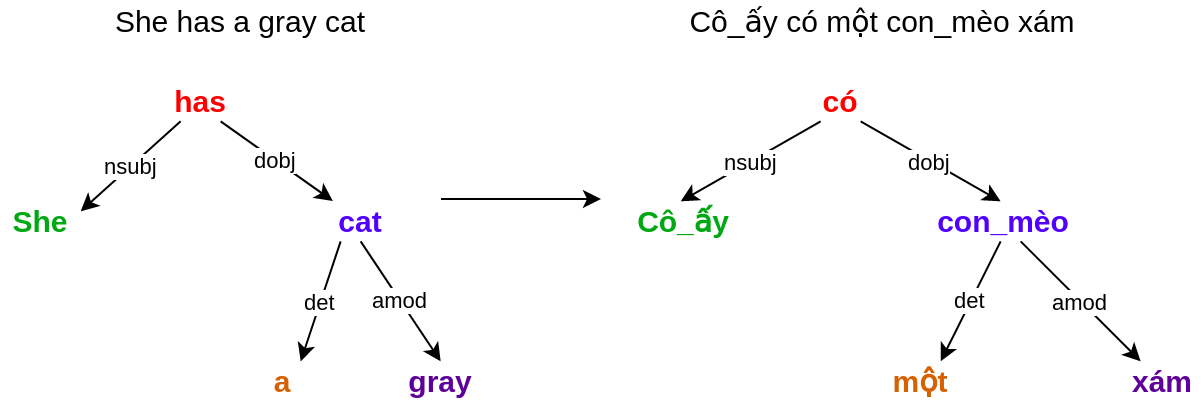 She has a gray cat
has
nsubj
dobj
She
cat
det
amod
a
gray
Cô_ấy có một con_mèo xám
có
nsubj
dobj
Cô_ấy
con_mèo
det
amod
một
xám